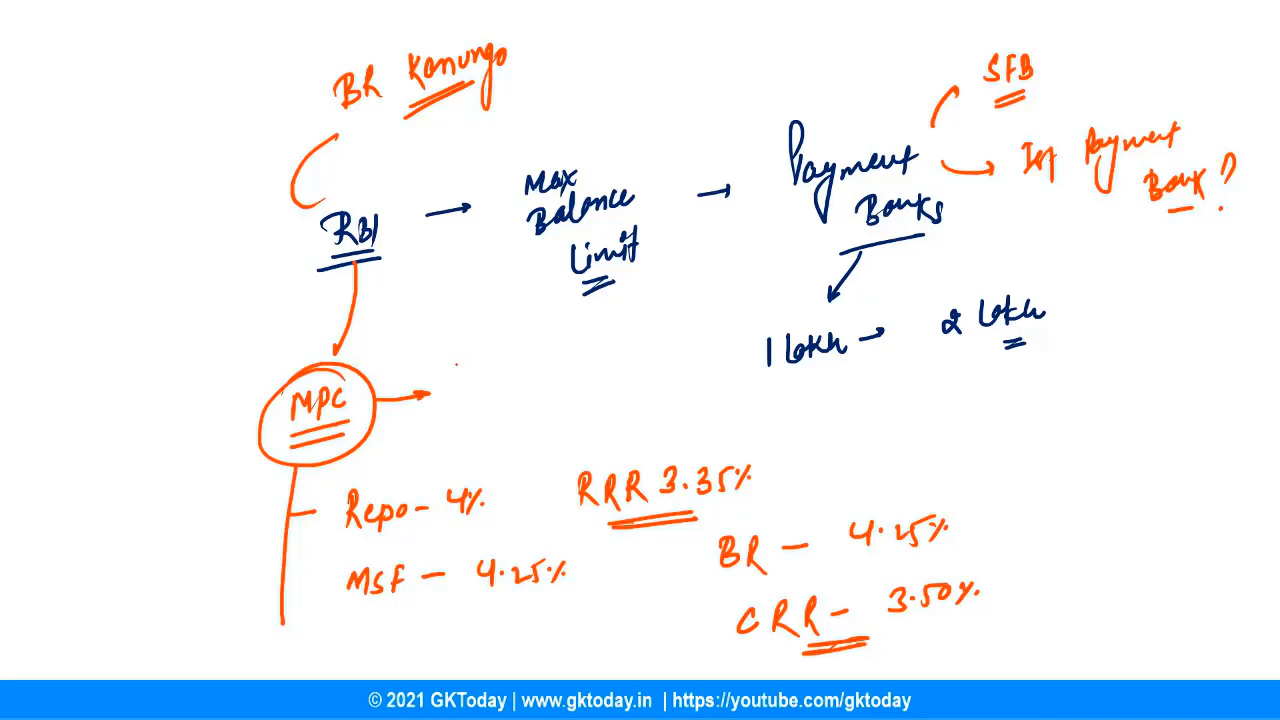 BR Kanungo
SFB
1st Payment
Bank ?
Payment
Banks
Max
Balance
Limit
RBI
1 lakh → 2 lakh
MPC
RRR 3.35%
Repo - 4%
BR - 4.25%
MSF - 4.25%
CRR - 3.50%
© 2021 GKToday | www.gktoday.in | https://youtube.com/gktoday